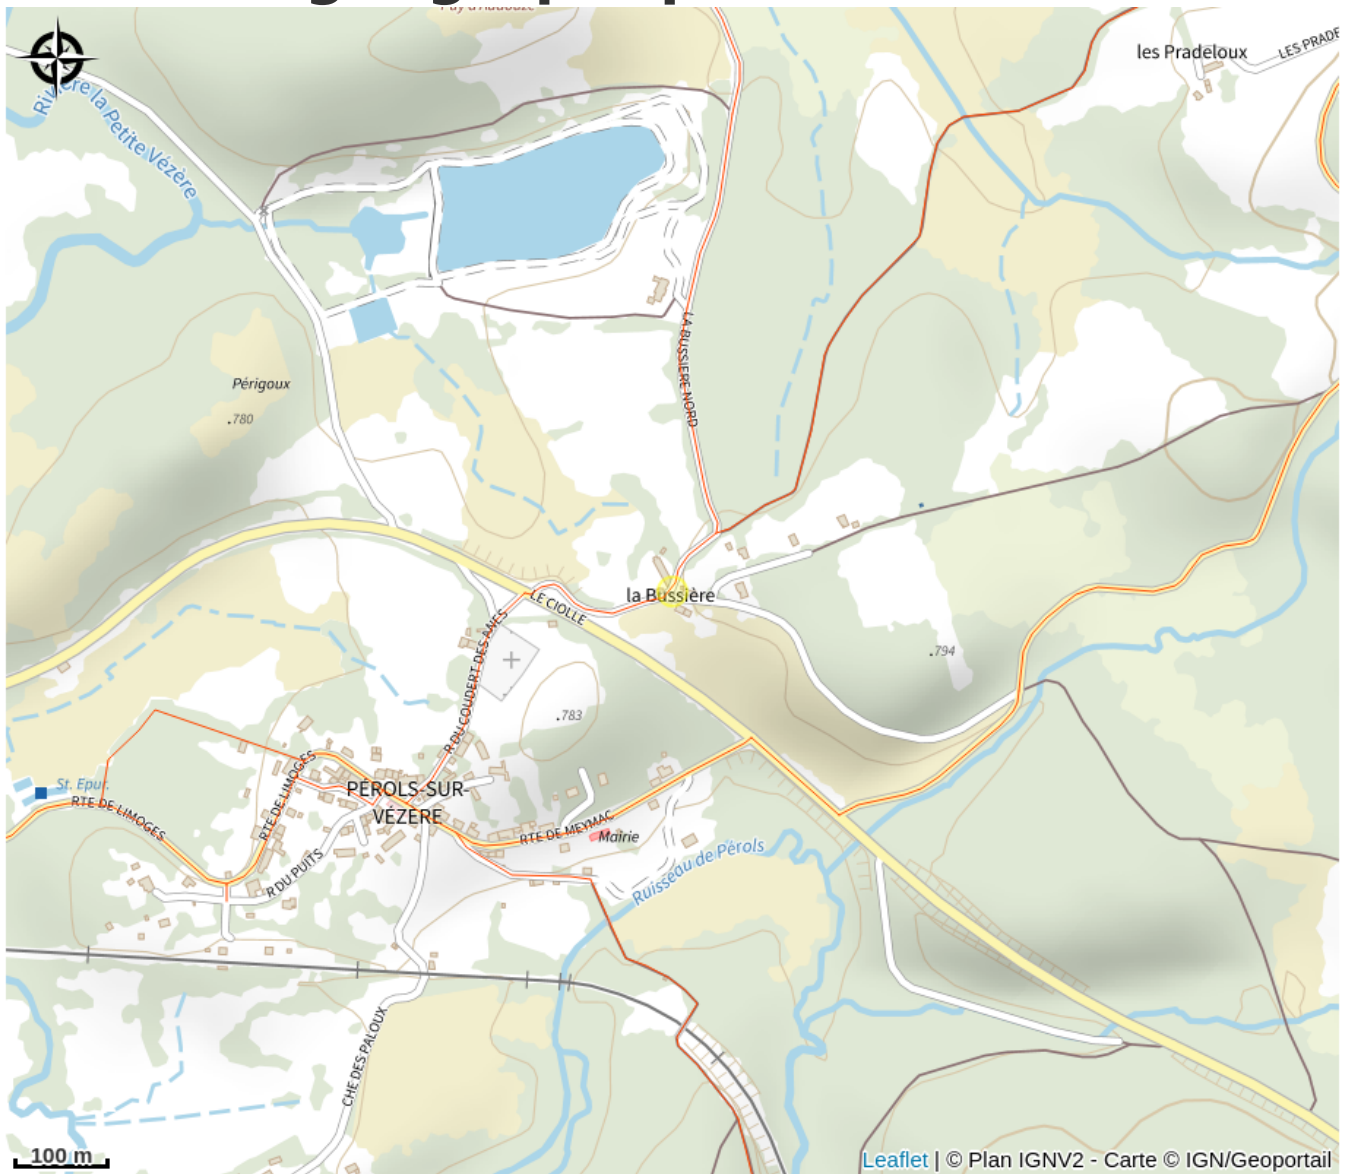 les Pradeloux
LES PRADE
Rivière la Petite Vézère
Périgoux
.780
LA BUSSIERE NORD
la Bussière
LE CIOLLE
R DU COUDERT DES ANES
.794
.783
St. Epur.
RTE DE LIMOGES
RTE DE LIMOGES
PÉROLS-SUR-
VÉZÈRE
RTE DE MEYMAC
Mairie
R DU PUITS
Ruisseau de Pérols
CHE DES PALOUX
100 m
Leaflet | © Plan IGNV2 - Carte © IGN/Geoportail